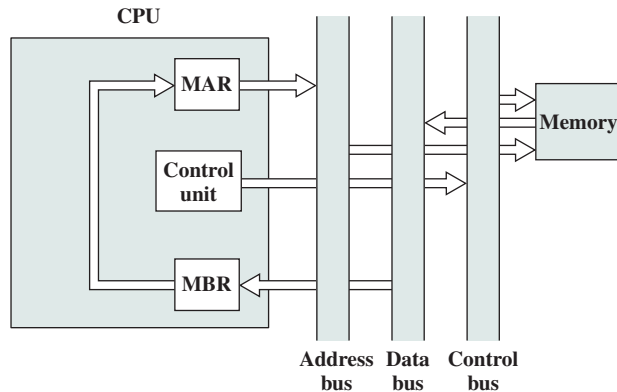 CPU
MAR
Memory
Control
unit
MBR
Address
bus
Data
bus
Control
bus